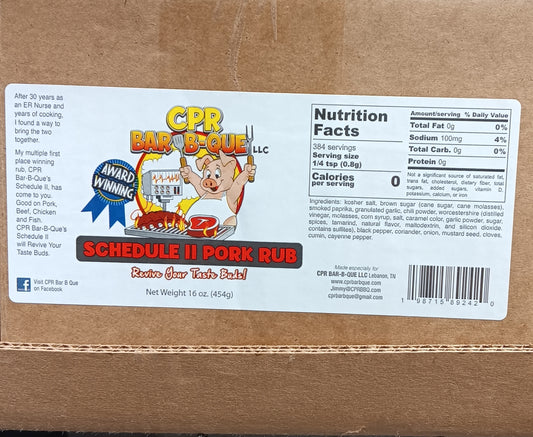 After 30 years as
an ER Nurse and
years of cooking,
I found a way to
bring the two
together.
My multiple first
place winning
rub, CPR
Bar-B-Que's
Schedule II, has
come to you.
Good on Pork,
Beef, Chicken
and Fish.
CPR Bar-B-Que's
Schedule II
will Revive Your
Taste Buds.
Visit CPR Bar B Que
on Facebook
CPR
BAR-B-QUE LLC
AWARD
WINNING
SCHEDULE II PORK RUB
Revive Your Taste Buds!
Net Weight 16 oz. (454g)
Nutrition
Facts
384 servings
Serving size
1/4 tsp (0.8g)
Calories 0
per serving
Amount/serving % Daily Value
Total Fat 0g 0%
Sodium 100mg 4%
Total Carb. 0g 0%
Protein 0g
Not a significant source of saturated fat,
trans fat, cholesterol, dietary fiber, total
sugars, added sugars, vitamin D,
potassium, calcium, or iron
Ingredients: kosher salt, brown sugar (cane sugar, cane molasses),
smoked paprika, granulated garlic, chili powder, worcestershire (distilled
vinegar, molasses, corn syrup, salt, caramel color, garlic powder, sugar,
spices, tamarind, natural flavor, maltodextrin, and silicon dioxide.
contains sulfites), black pepper, coriander, onion, mustard seed, cloves,
cumin, cayenne pepper.
Made especially for
CPR BAR-B-QUE LLC Lebanon, TN
www.cprbarbque.com
Jimmy@CPRBBQ.com
cprbarbque@gmail.com
1 98715 89242 0